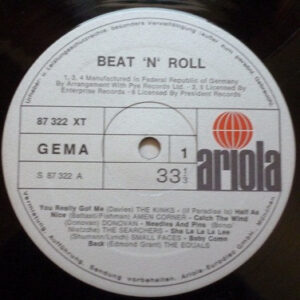 BEAT 'N' ROLL
1, 3, 4 Manufactured in Federal Republic of Germany
By Arrangement With Pye Records Ltd. - 2, 5 Licensed By
Enterprise Records - 6 Licensed By President Records
87 322 XT
GEMA
1
S 87 322 A
33 1/3
ariola
You Really Got Me (Davies) THE KINKS - (If Paradise Is) Half As
Nice (Battisti/Fishman) AMEN CORNER - Catch The Wind
(Donovan) DONOVAN - Needles And Pins (Bono/
Nietzche) THE SEARCHERS - Sha La La La Lee
(Shuman/Lynch) SMALL FACES - Baby Come
Back (Edmond Grant) THE EQUALS